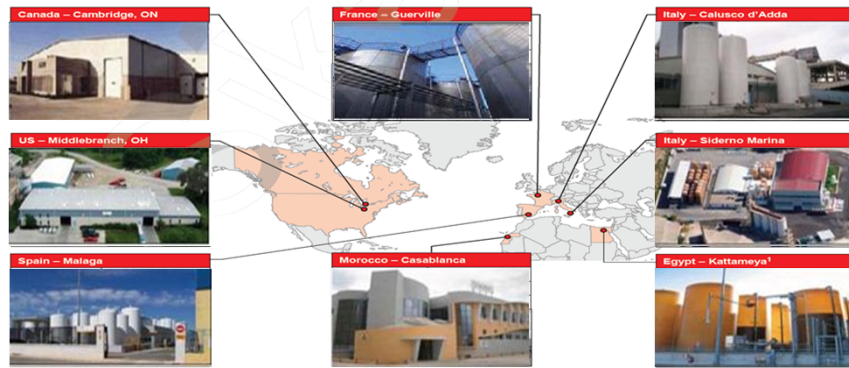 Canada – Cambridge, ON
France – Guerville
Italy – Calusco d'Adda
US – Middlebranch, OH
Italy – Siderno Marina
Spain – Malaga
Morocco – Casablanca
Egypt – Kattameya¹